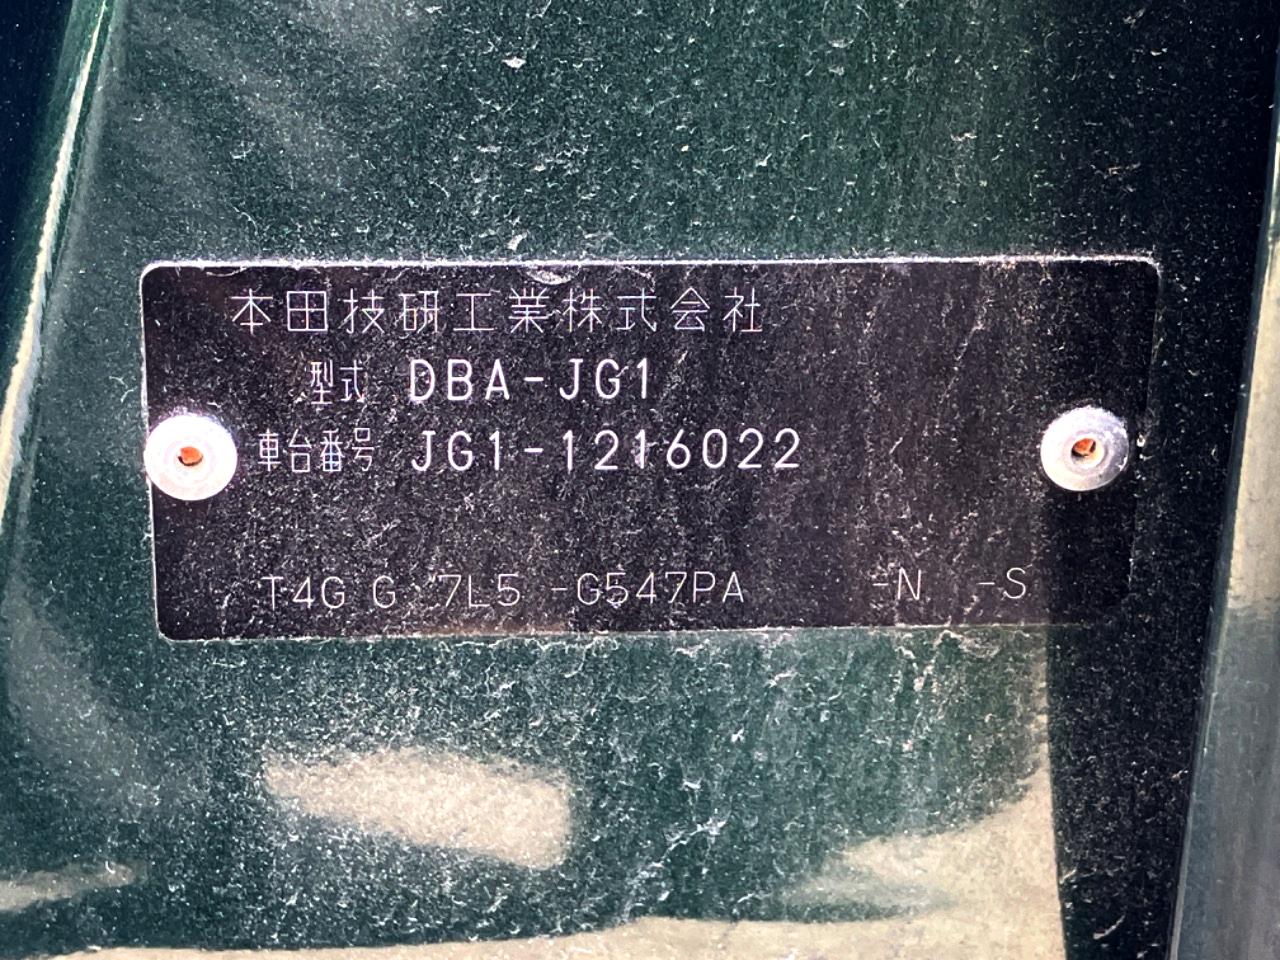 本田技研工業株式会社
型式 DBA-JG1
車台番号 JG1-1216022
T4G G 7L5 -G547PA -N -S